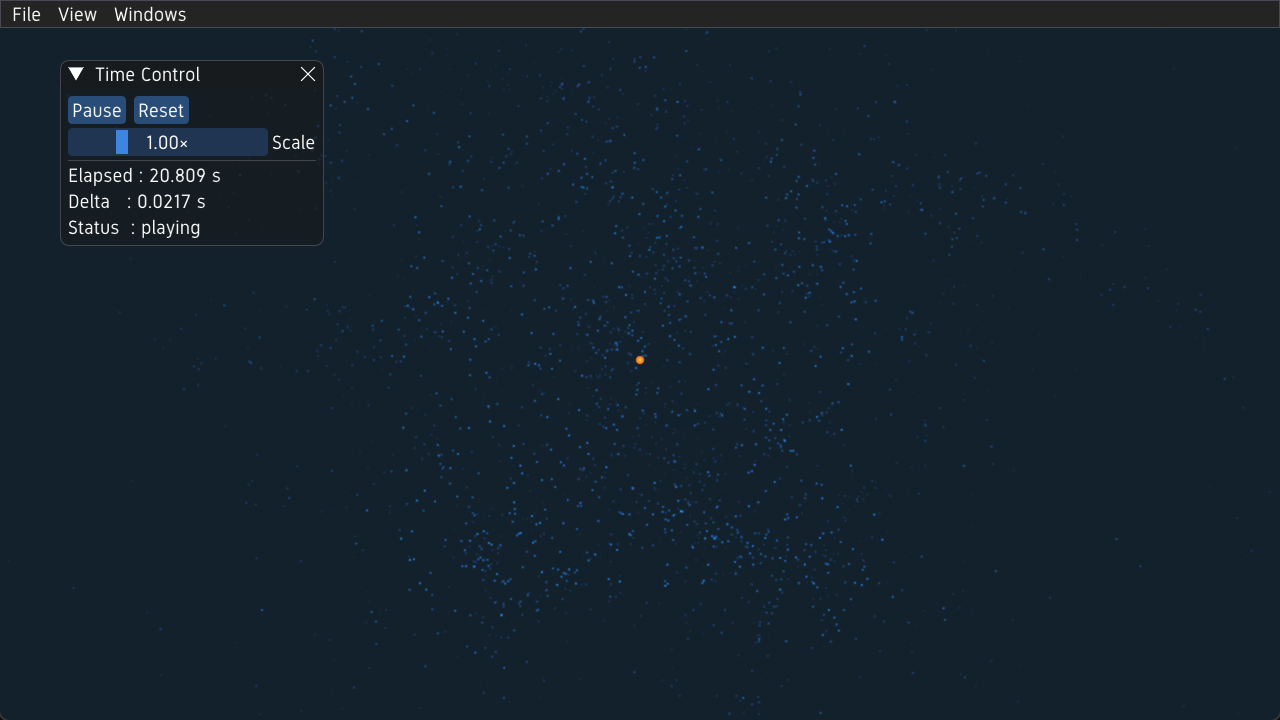 File View Windows
Time Control
Pause Reset
1.00× Scale
Elapsed : 20.809 s
Delta : 0.0217 s
Status : playing